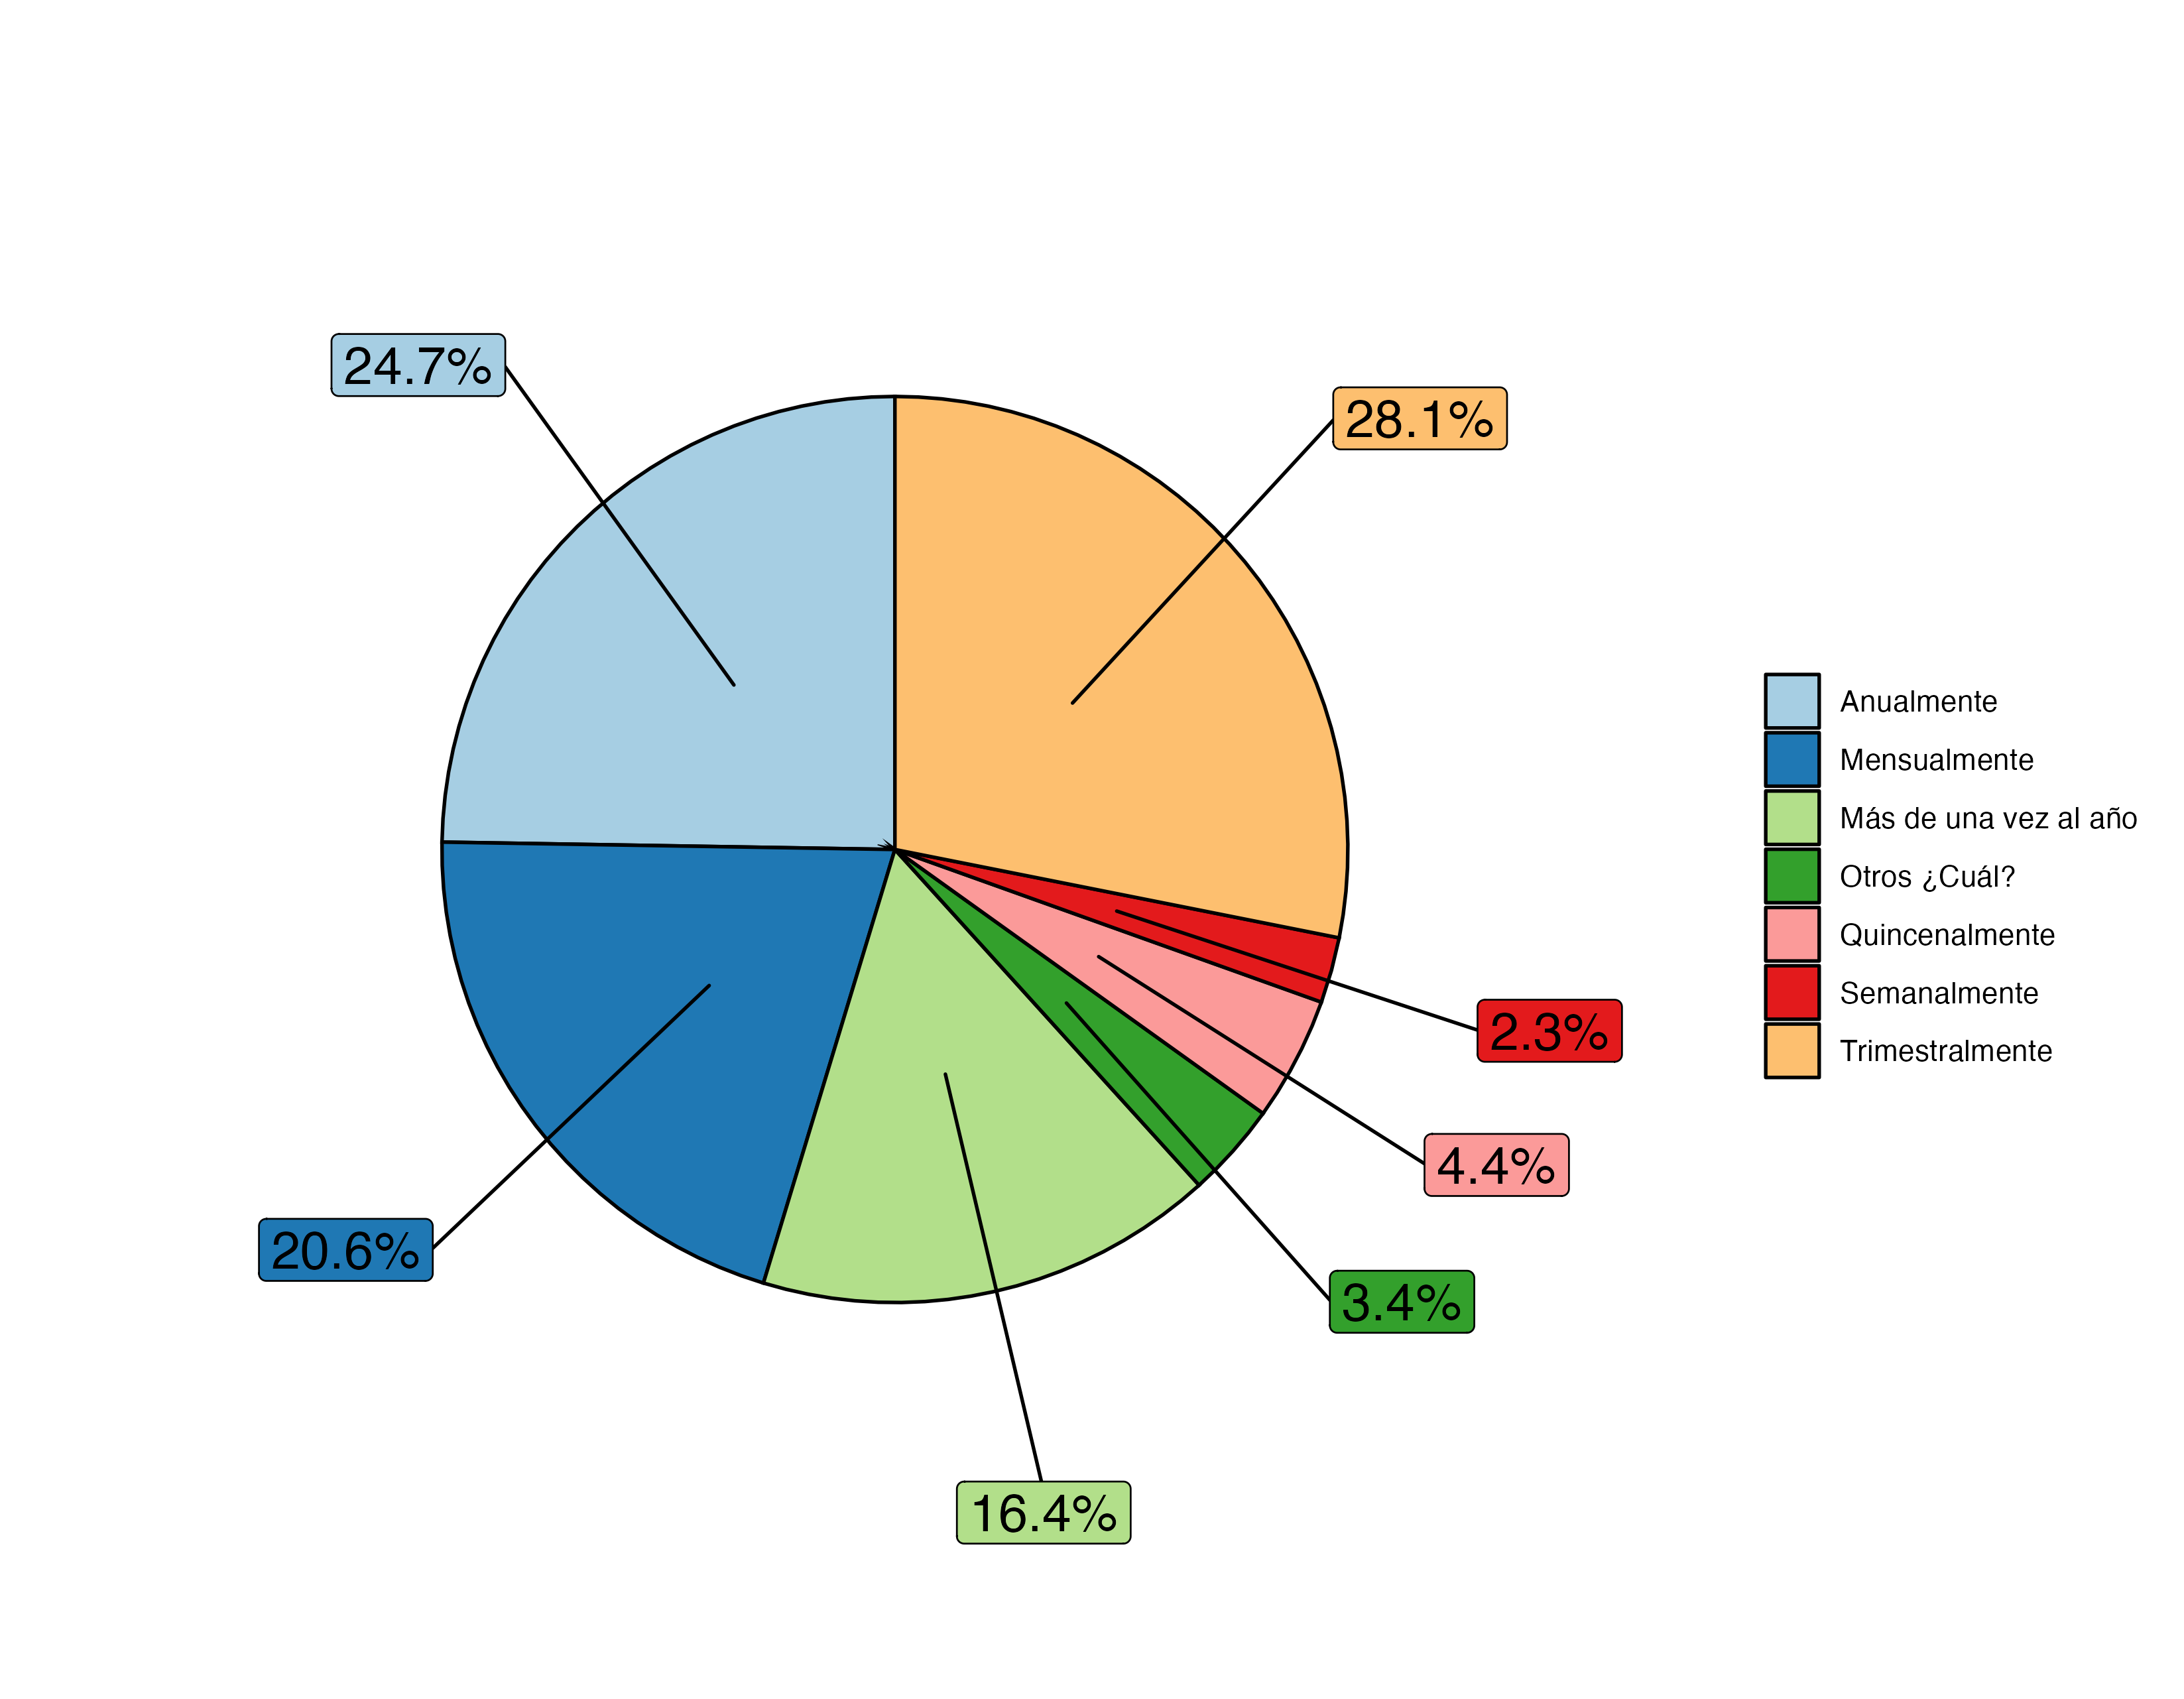 24.7%
28.1%
2.3%
4.4%
20.6%
3.4%
16.4%
Anualmente
Mensualmente
Más de una vez al año
Otros ¿Cuál?
Quincenalmente
Semanalmente
Trimestralmente